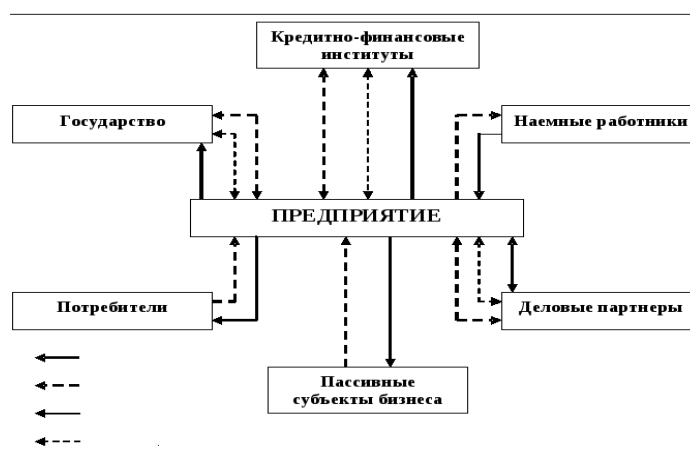 Кредитно-финансовые
институты
Государство
Наемные работники
ПРЕДПРИЯТИЕ
Потребители
Деловые партнеры
Пассивные
субъекты бизнеса